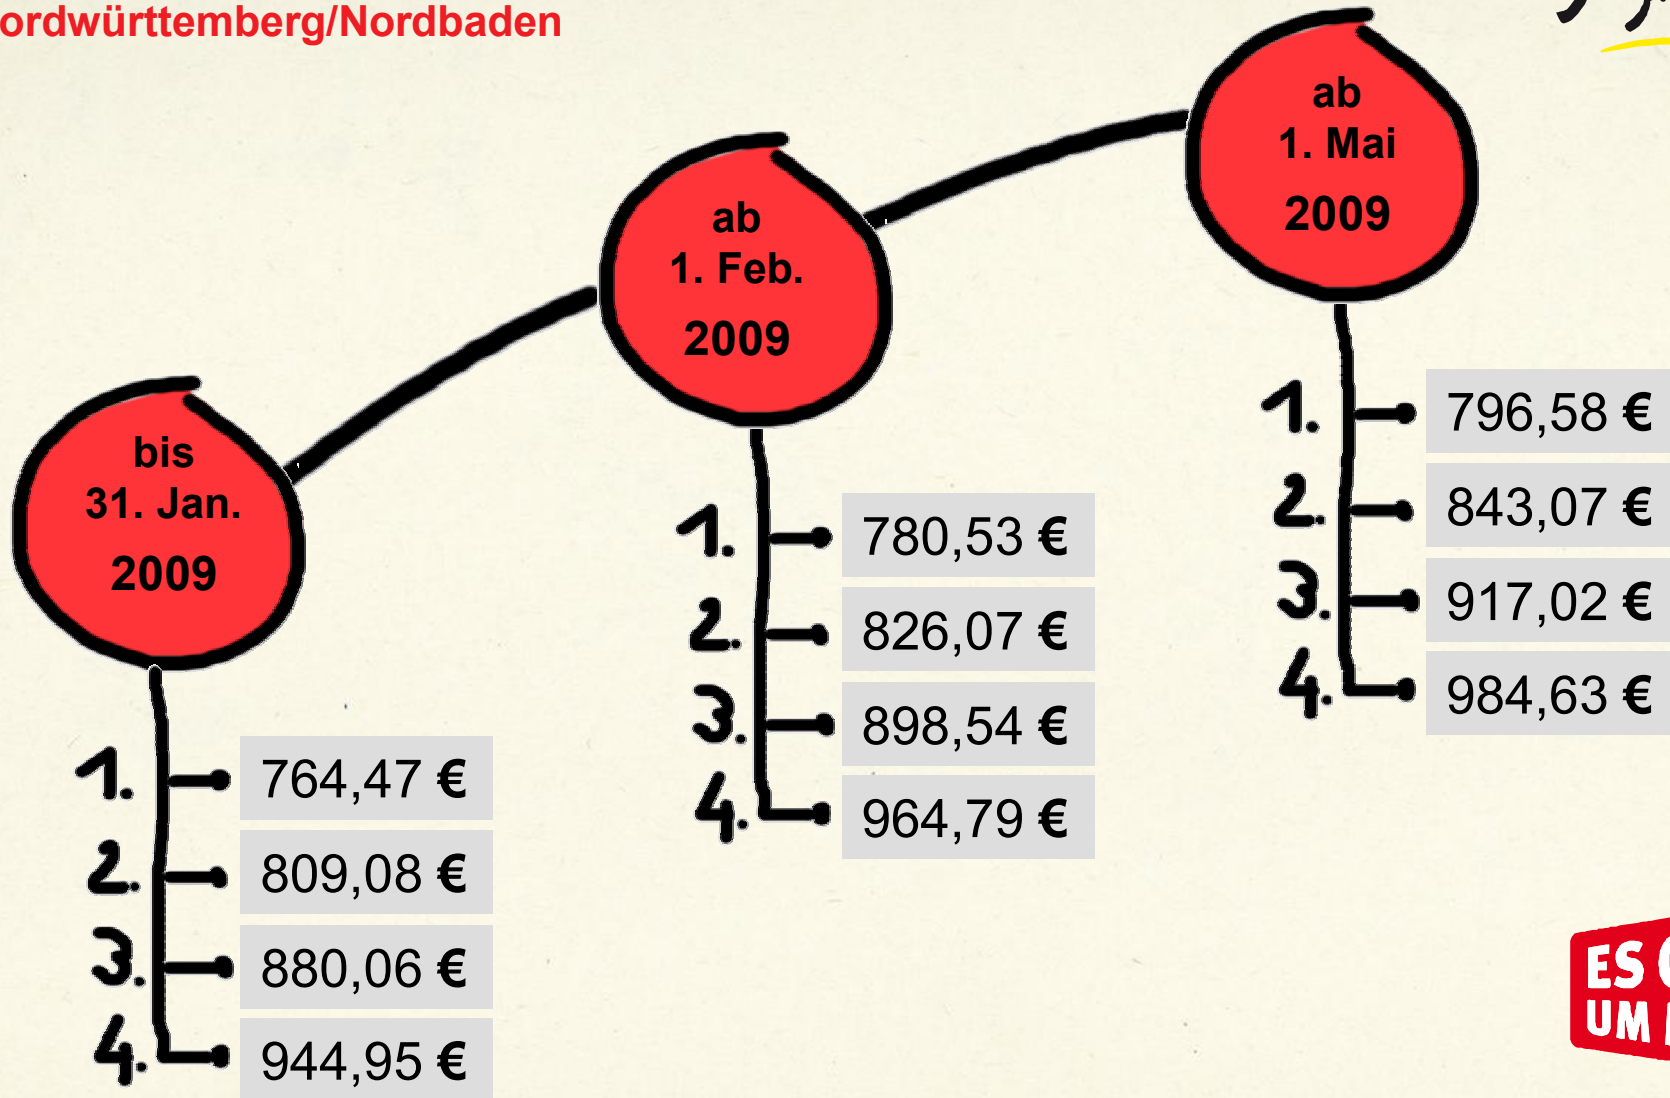 ordwürttemberg/Nordbaden
bis
31. Jan.
2009
1. 764,47 €
2. 809,08 €
3. 880,06 €
4. 944,95 €
ab
1. Feb.
2009
1. 780,53 €
2. 826,07 €
3. 898,54 €
4. 964,79 €
ab
1. Mai
2009
1. 796,58 €
2. 843,07 €
3. 917,02 €
4. 984,63 €
ES
UM